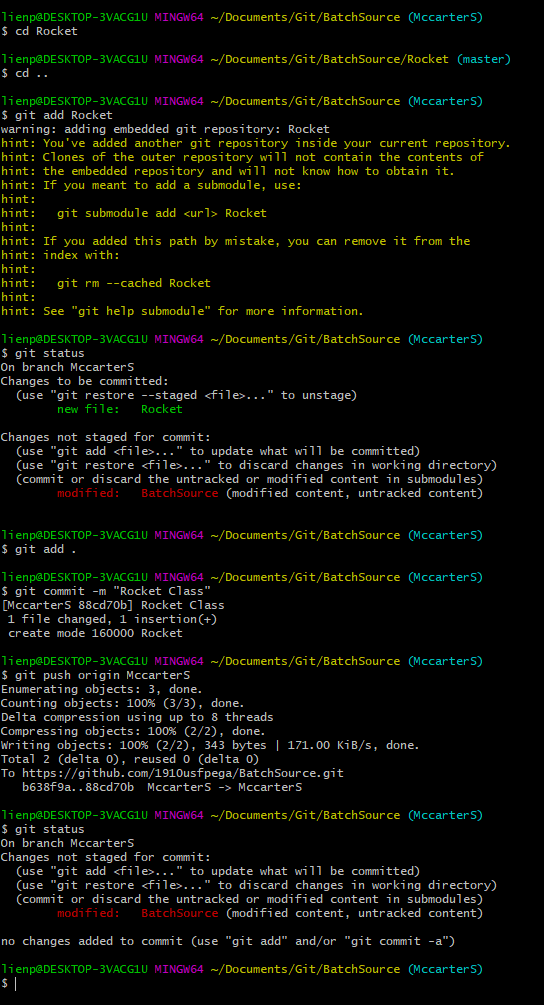 lienp@DESKTOP-3VACG1U MINGW64 ~/Documents/Git/BatchSource (MccarterS)
$ cd Rocket

lienp@DESKTOP-3VACG1U MINGW64 ~/Documents/Git/BatchSource/Rocket (master)
$ cd ..

lienp@DESKTOP-3VACG1U MINGW64 ~/Documents/Git/BatchSource (MccarterS)
$ git add Rocket
warning: adding embedded git repository: Rocket
hint: You've added another git repository inside your current repository.
hint: Clones of the outer repository will not contain the contents of
hint: the embedded repository and will not know how to obtain it.
hint: If you meant to add a submodule, use:
hint:
hint:   git submodule add <url> Rocket
hint:
hint: If you added this path by mistake, you can remove it from the
hint: index with:
hint:
hint:   git rm --cached Rocket
hint:
hint: See "git help submodule" for more information.

lienp@DESKTOP-3VACG1U MINGW64 ~/Documents/Git/BatchSource (MccarterS)
$ git status
On branch MccarterS
Changes to be committed:
  (use "git restore --staged <file>..." to unstage)
        new file:   Rocket

Changes not staged for commit:
  (use "git add <file>..." to update what will be committed)
  (use "git restore <file>..." to discard changes in working directory)
  (commit or discard the untracked or modified content in submodules)
        modified:   BatchSource (modified content, untracked content)


lienp@DESKTOP-3VACG1U MINGW64 ~/Documents/Git/BatchSource (MccarterS)
$ git add .

lienp@DESKTOP-3VACG1U MINGW64 ~/Documents/Git/BatchSource (MccarterS)
$ git commit -m "Rocket Class"
[MccarterS 88cd70b] Rocket Class
 1 file changed, 1 insertion(+)
 create mode 160000 Rocket

lienp@DESKTOP-3VACG1U MINGW64 ~/Documents/Git/BatchSource (MccarterS)
$ git push origin MccarterS
Enumerating objects: 3, done.
Counting objects: 100% (3/3), done.
Delta compression using up to 8 threads
Compressing objects: 100% (2/2), done.
Writing objects: 100% (2/2), 343 bytes | 171.00 KiB/s, done.
Total 2 (delta 0), reused 0 (delta 0)
To https://github.com/1910usfpega/BatchSource.git
   b638f9a..88cd70b  MccarterS -> MccarterS

lienp@DESKTOP-3VACG1U MINGW64 ~/Documents/Git/BatchSource (MccarterS)
$ git status
On branch MccarterS
Changes not staged for commit:
  (use "git add <file>..." to update what will be committed)
  (use "git restore <file>..." to discard changes in working directory)
  (commit or discard the untracked or modified content in submodules)
        modified:   BatchSource (modified content, untracked content)

no changes added to commit (use "git add" and/or "git commit -a")

lienp@DESKTOP-3VACG1U MINGW64 ~/Documents/Git/BatchSource (MccarterS)
$